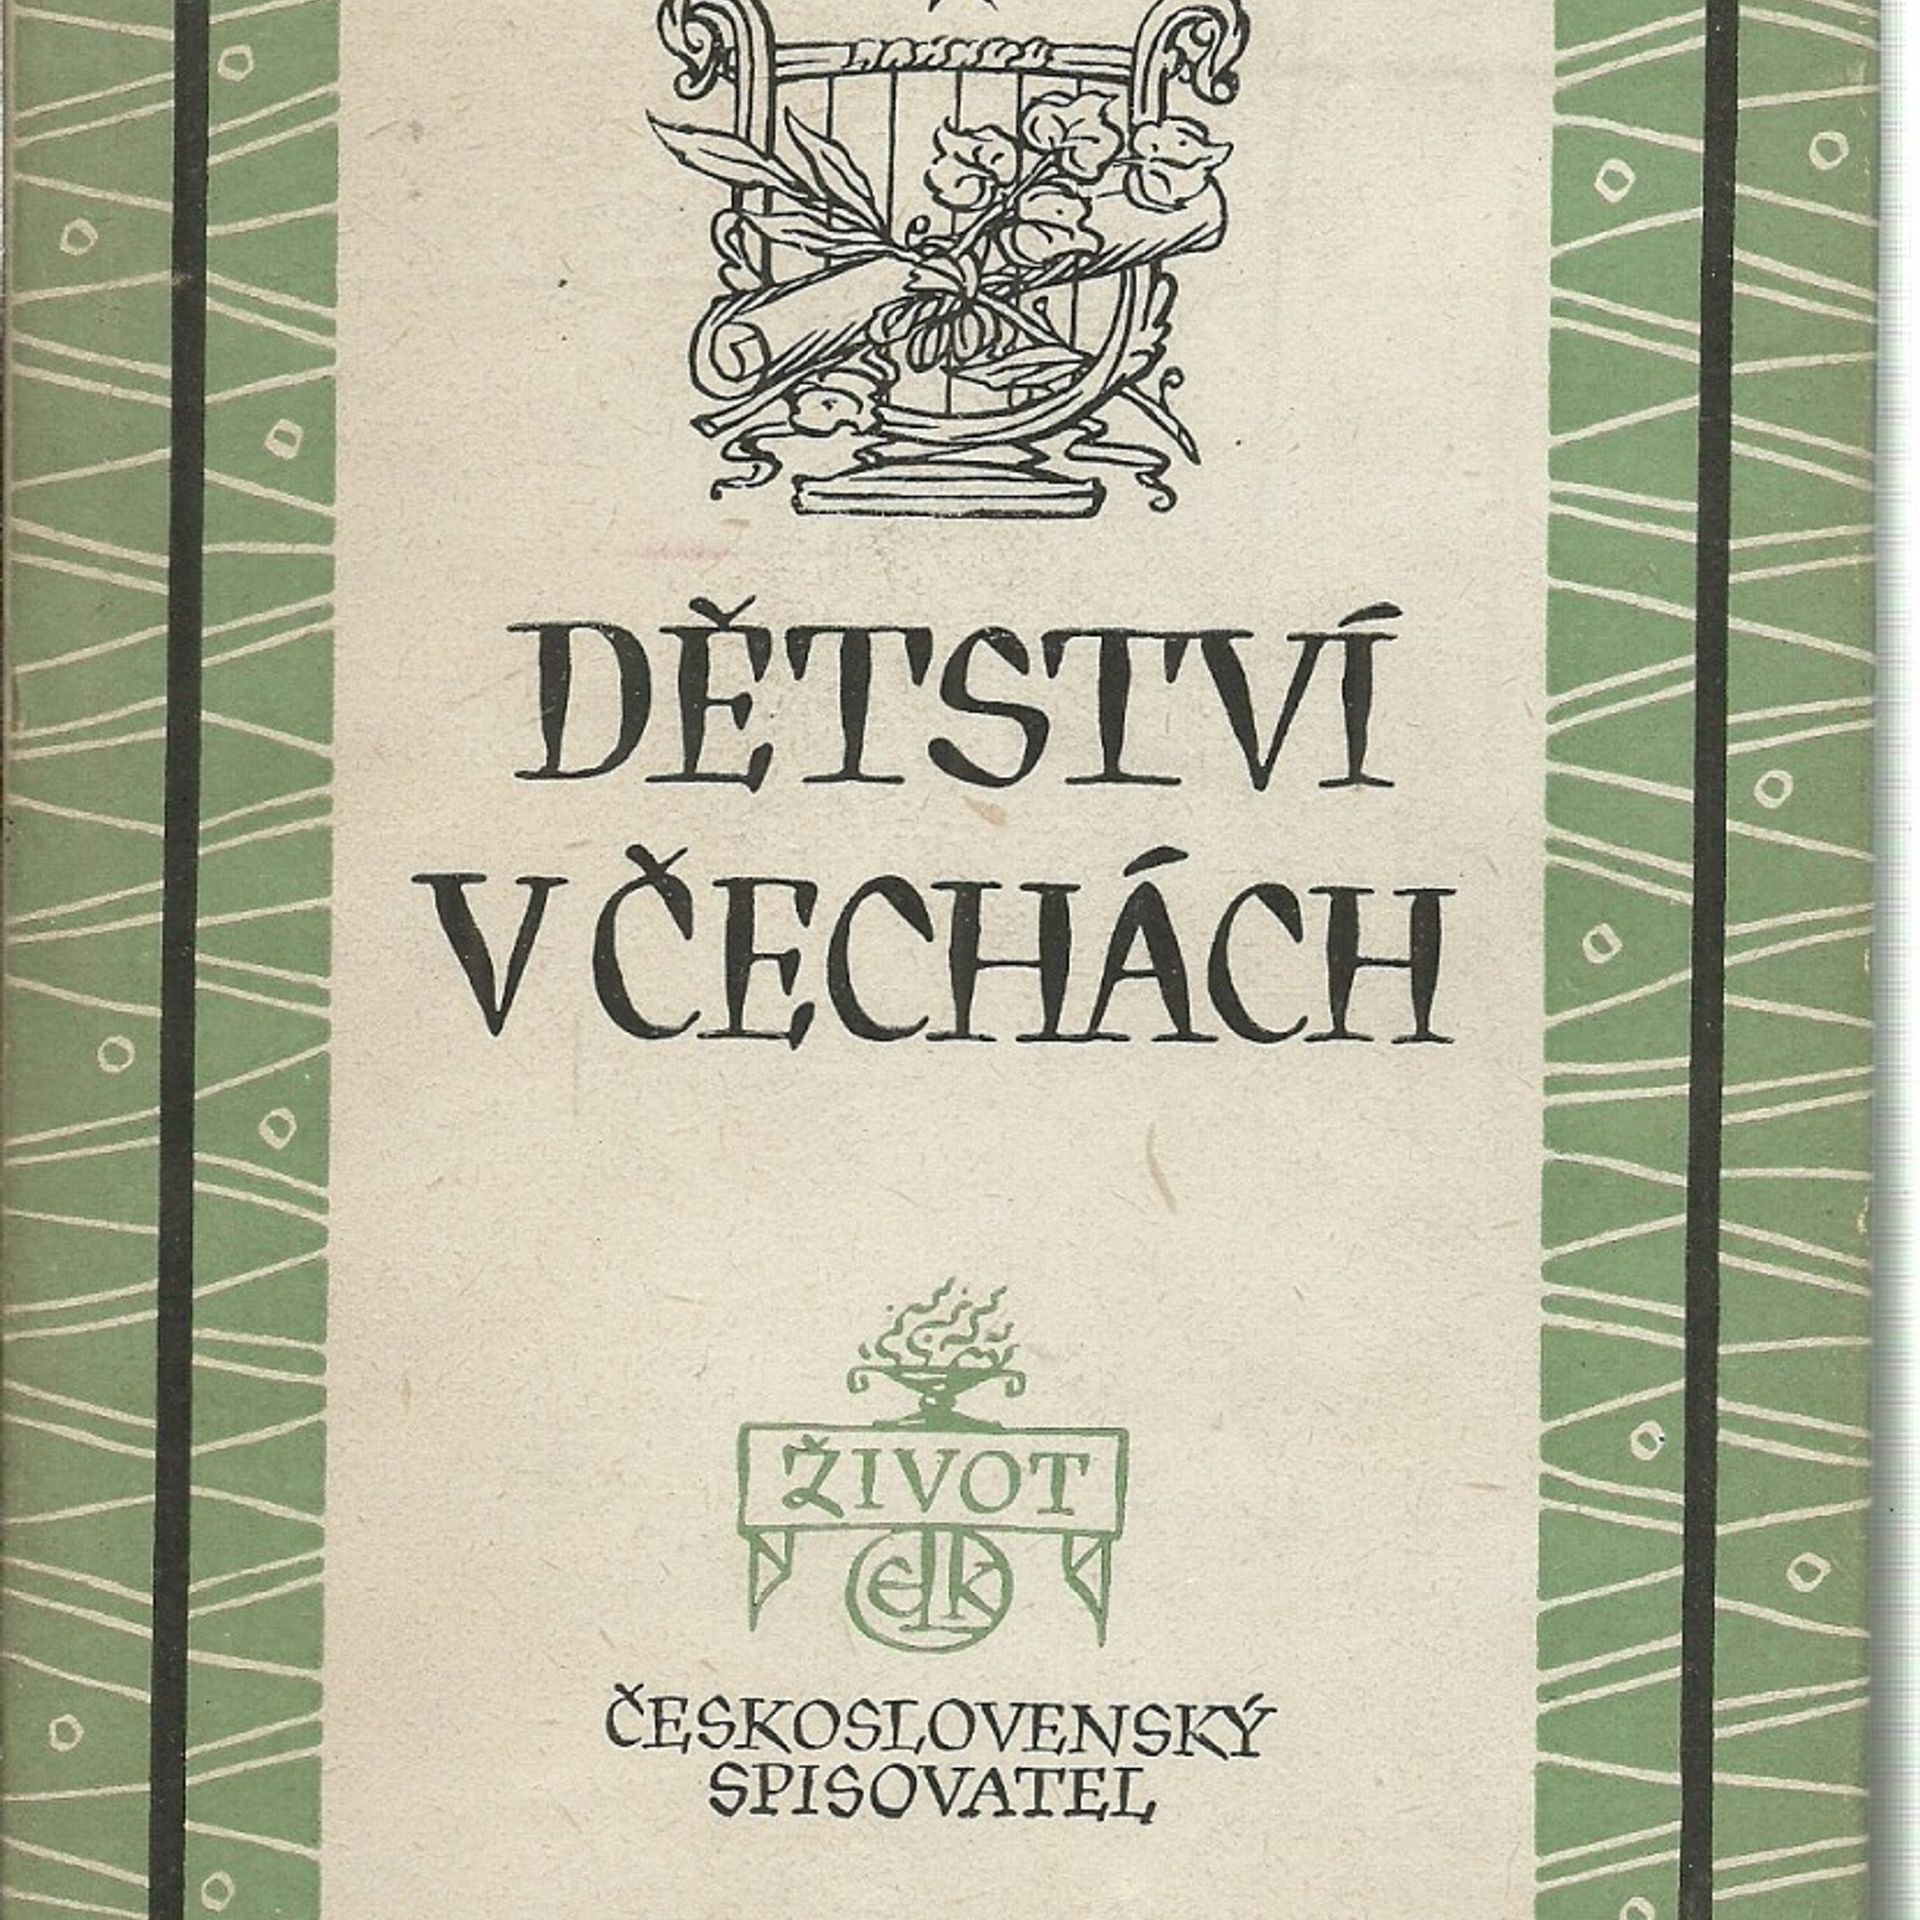 DĚTSTVÍ
V ČECHÁCH
ŽIVOT
ČESKOSLOVENSKÝ
SPISOVATEL